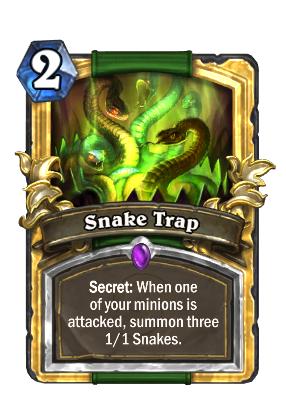 2
Snake Trap
Secret: When one
of your minions is
attacked, summon three
1/1 Snakes.